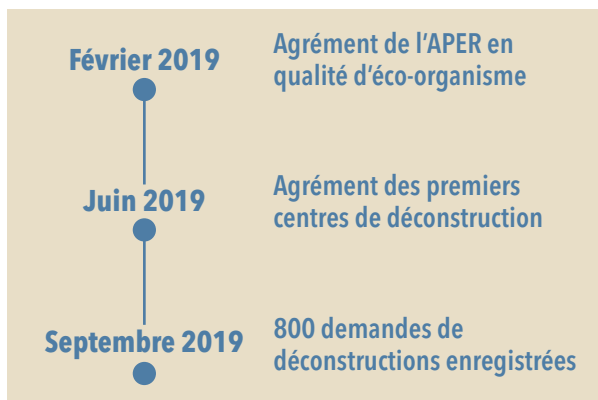 Février 2019
Agrément de l'APER en
qualité d'éco-organisme
Juin 2019
Agrément des premiers
centres de déconstruction
Septembre 2019
800 demandes de
déconstructions enregistrées